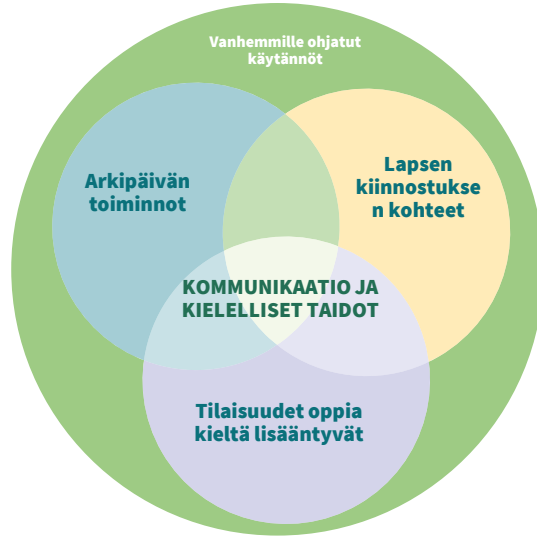 Vanhemmille ohjatut
käytännöt
Arkipäivän
toiminnot
Lapsen
kiinnostukse
n kohteet
KOMMUNIKAATIO JA
KIELELLISET TAIDOT
Tilaisuudet oppia
kieltä lisääntyvät